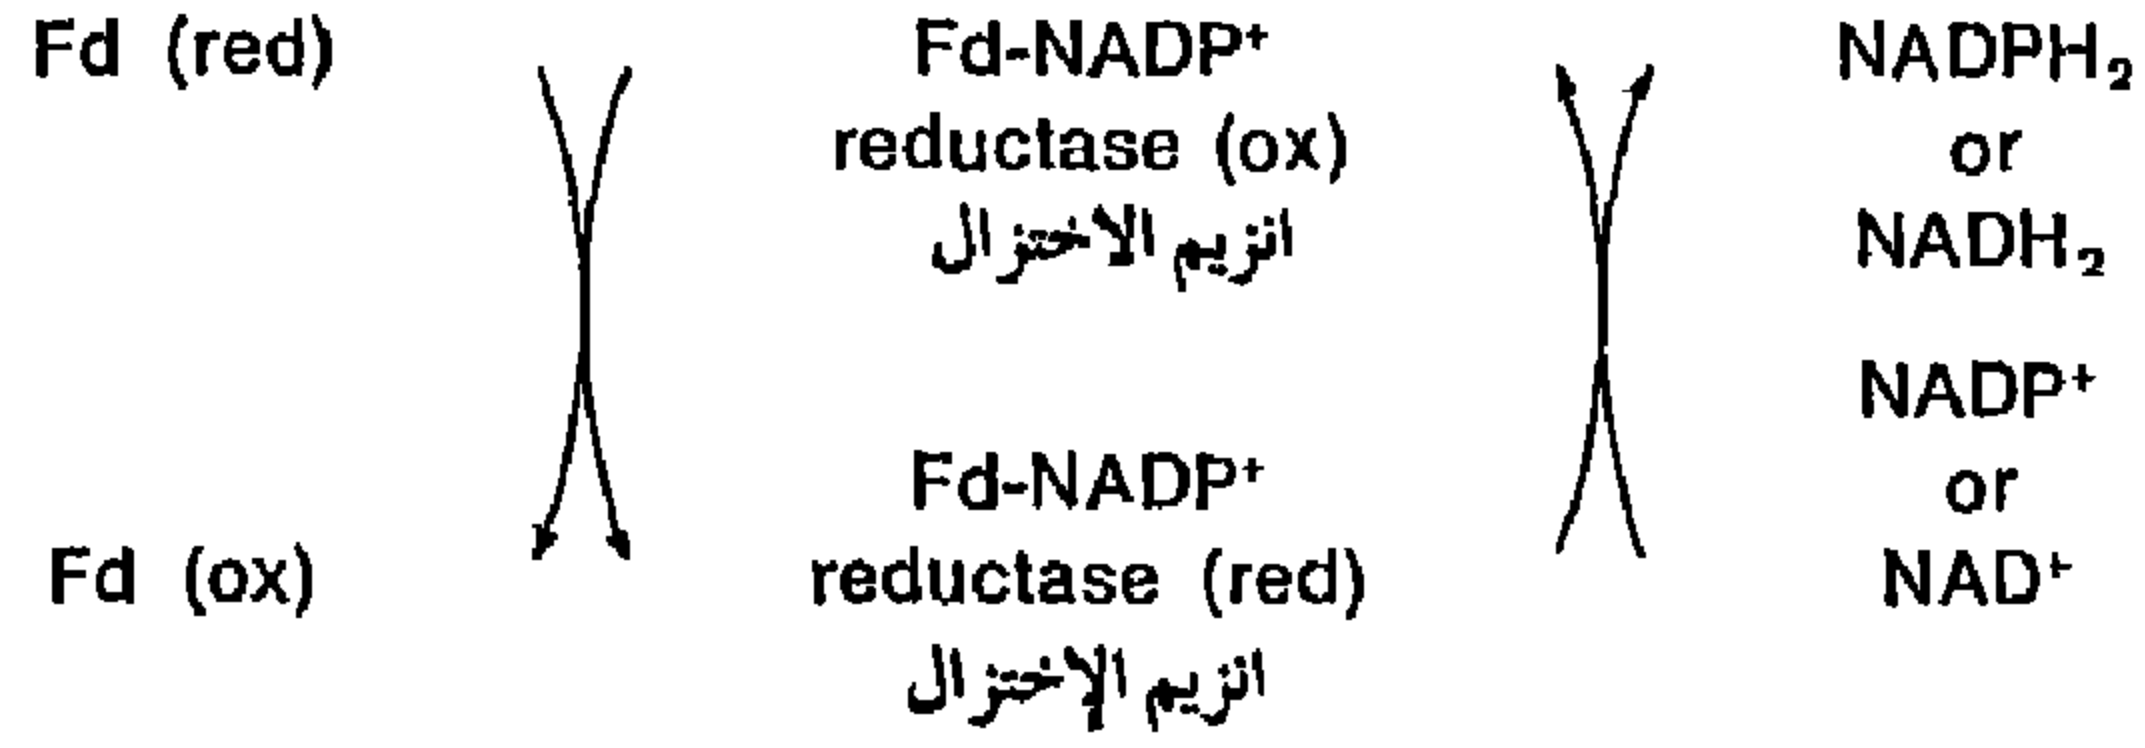 Fd (red)
Fd-NADP⁺
reductase (ox)
انزيم الاختزال
NADPH₂
or
NADH₂
Fd (ox)
Fd-NADP⁺
reductase (red)
انزيم الإختزال
NADP⁺
or
NAD⁺